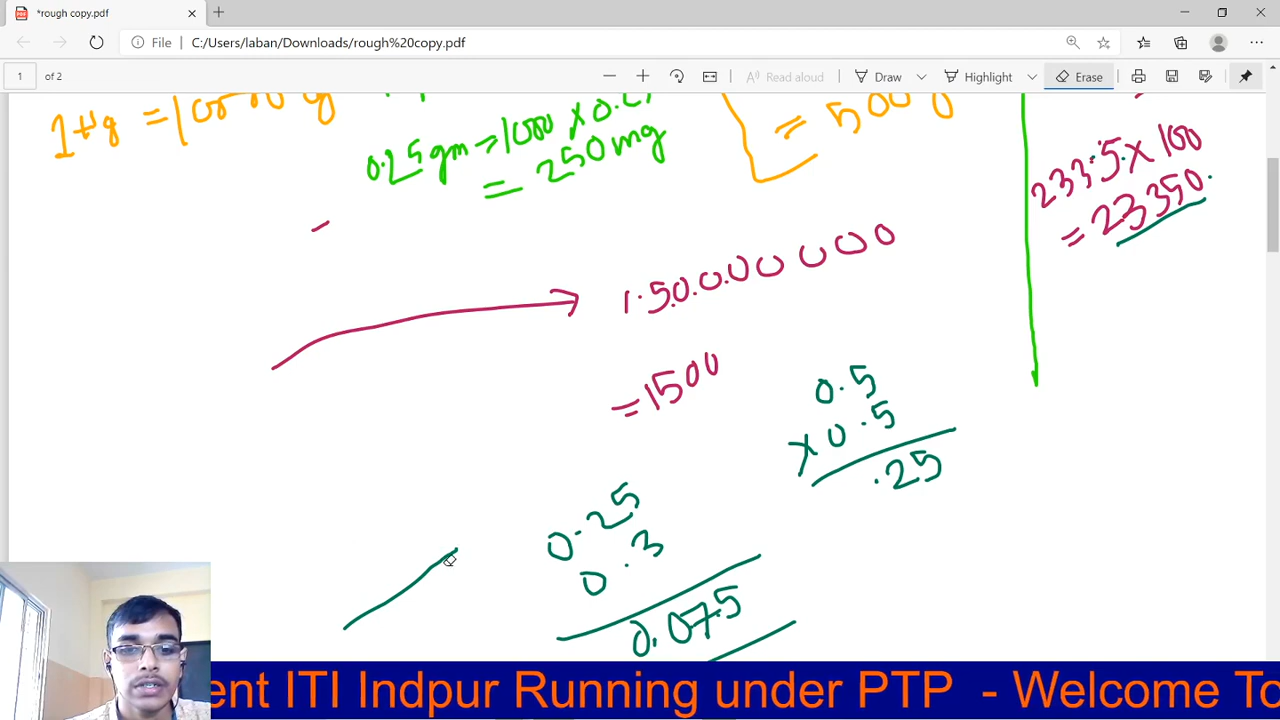 *rough copy.pdf
File C:/Users/laban/Downloads/rough%20copy.pdf
1 of 2 Read aloud Draw Highlight Erase
0.25 gm = 1000 × 0.25
= 250 mg
= 500 g
233.5 × 100
= 23350.
1.50.0.00000
= 1500
0.5
× 0.5
.25
0.25
0.3
0.075
ent ITI Indpur Running under PTP - Welcome To